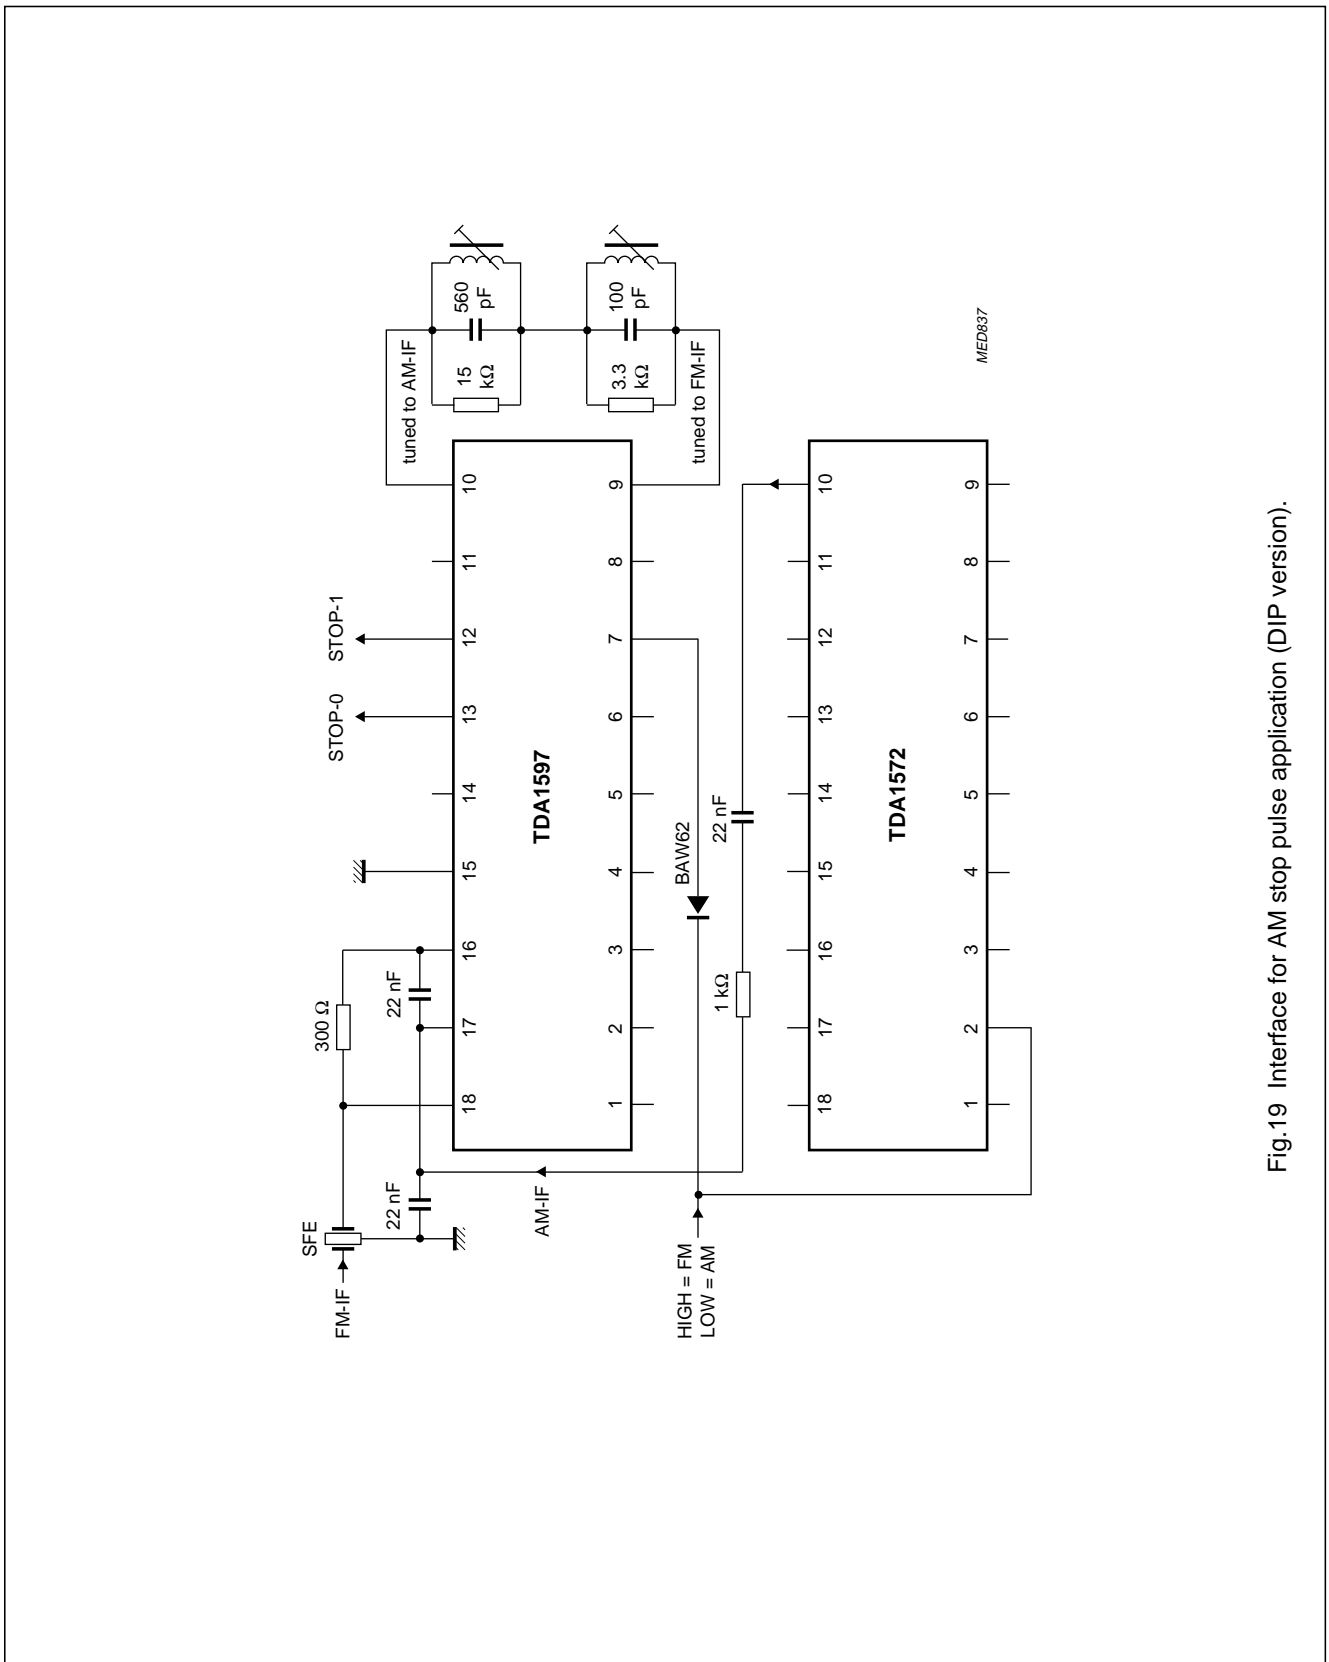 FM-IF
SFE
300 Ω
22 nF
22 nF
AM-IF
STOP-0
STOP-1
tuned to AM-IF
15
kΩ
560
pF
3.3
kΩ
100
pF
tuned to FM-IF
18
17
16
15
14
13
12
11
10
TDA1597
1
2
3
4
5
6
7
8
9
HIGH = FM
LOW = AM
BAW62
1 kΩ
22 nF
18
17
16
15
14
13
12
11
10
TDA1572
1
2
3
4
5
6
7
8
9
MED837
Fig.19 Interface for AM stop pulse application (DIP version).